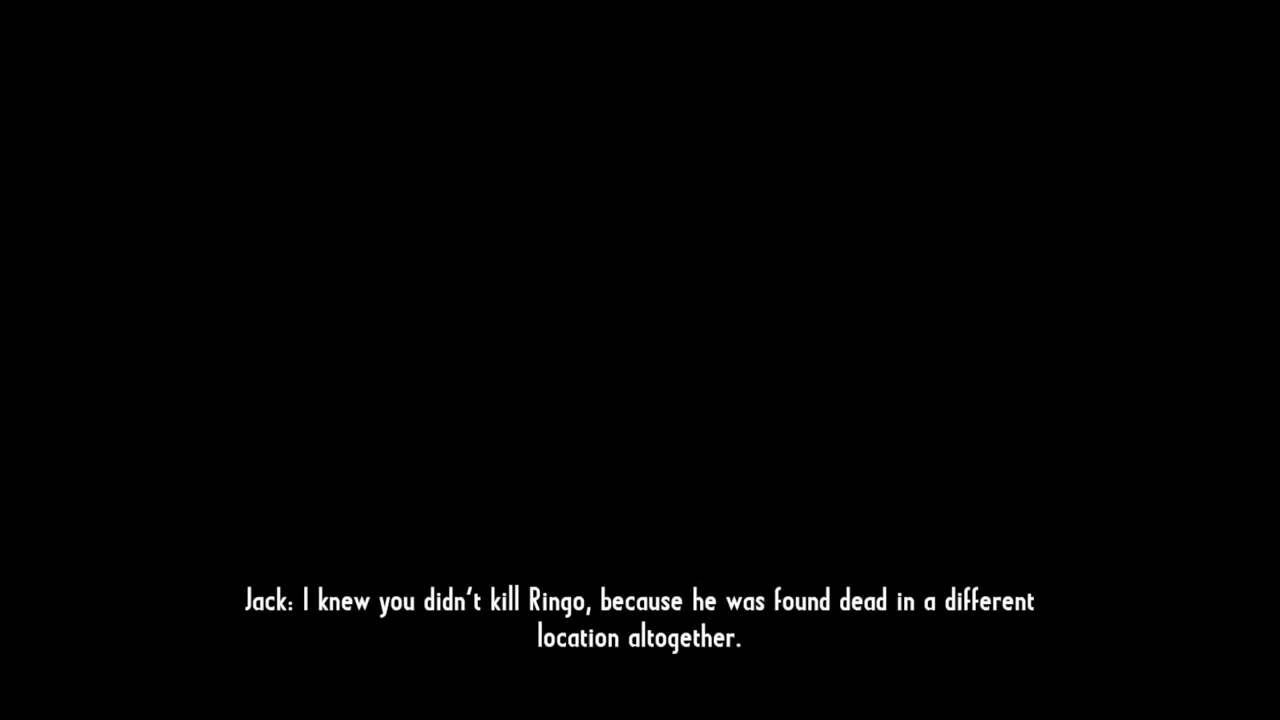 Jack: I knew you didn't kill Ringo, because he was found dead in a different
location altogether.